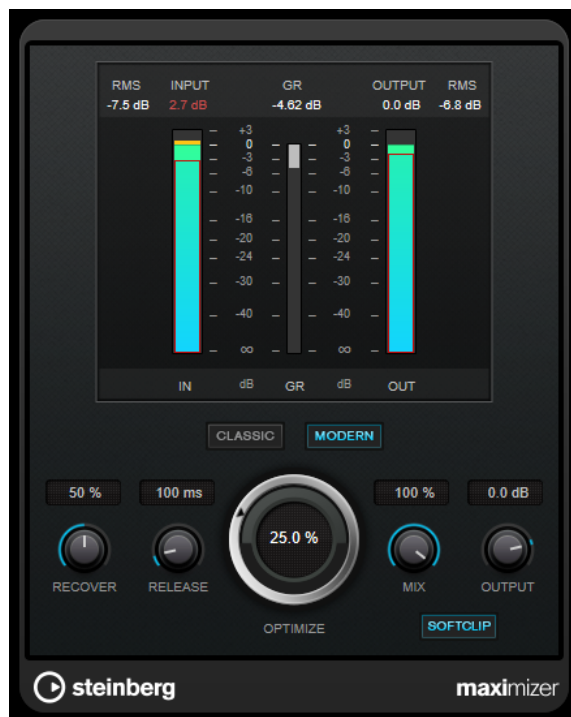 RMS INPUT GR OUTPUT RMS
-7.5 dB 2.7 dB -4.62 dB 0.0 dB -6.8 dB
+3 +3
0 0
-3 -3
-6 -6
-10 -10
-16 -16
-20 -20
-24 -24
-30 -30
-40 -40
∞ ∞
IN dB GR dB OUT
CLASSIC MODERN
50 % 100 ms 25.0 % 100 % 0.0 dB
RECOVER RELEASE OPTIMIZE MIX OUTPUT
SOFTCLIP
steinberg maximizer